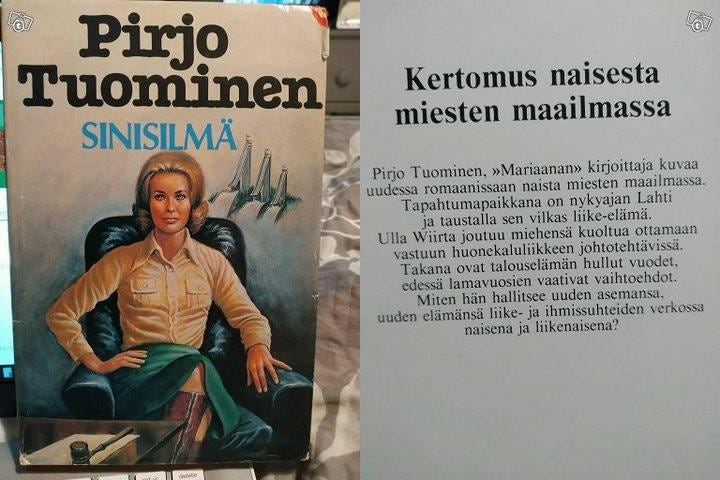 Pirjo
Tuominen
SINISILMÄ
delete
Kertomus naisesta
miesten maailmassa
Pirjo Tuominen, »Mariaanan» kirjoittaja kuvaa
uudessa romaanissaan naista miesten maailmassa.
Tapahtumapaikkana on nykyajan Lahti
ja taustalla sen vilkas liike-elämä.
Ulla Wiirta joutuu miehensä kuoltua ottamaan
vastuun huonekaluliikkeen johtotehtävissä.
Takana ovat talouselämän hullut vuodet,
edessä lamavuosien vaativat vaihtoehdot.
Miten hän hallitsee uuden asemansa,
uuden elämänsä liike- ja ihmissuhteiden verkossa
naisena ja liikenaisena?